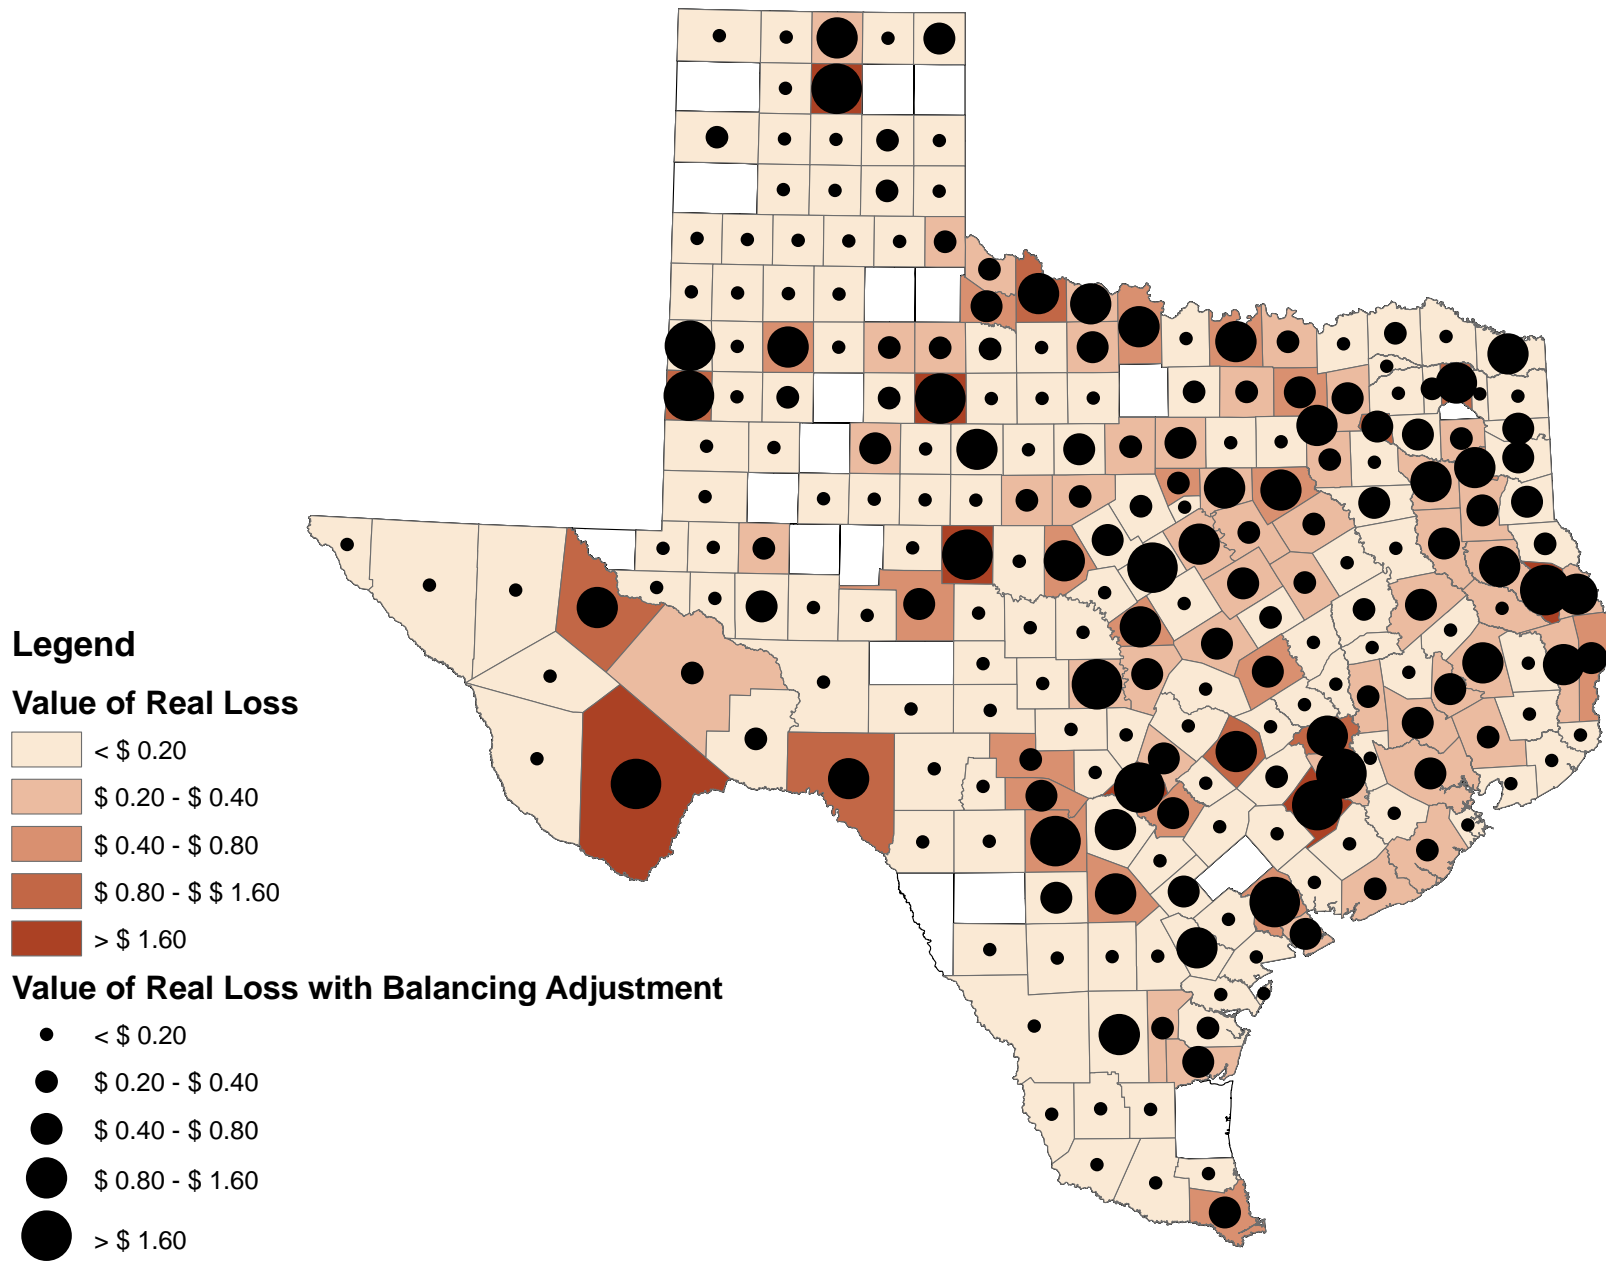 Legend
Value of Real Loss
< $ 0.20
$ 0.20 - $ 0.40
$ 0.40 - $ 0.80
$ 0.80 - $ $ 1.60
> $ 1.60
Value of Real Loss with Balancing Adjustment
< $ 0.20
$ 0.20 - $ 0.40
$ 0.40 - $ 0.80
$ 0.80 - $ 1.60
> $ 1.60